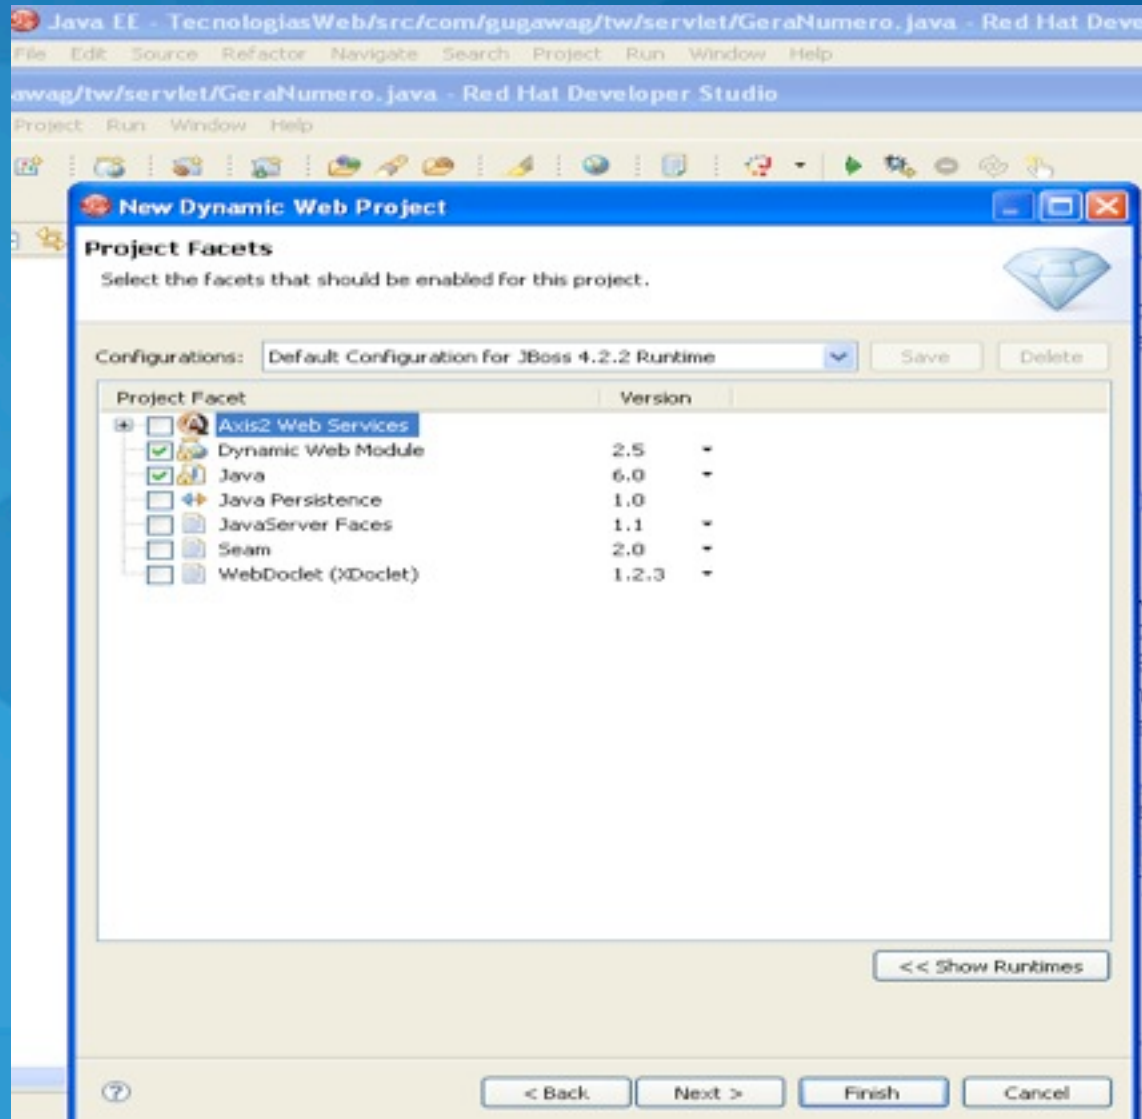 Java EE - TecnologiasWeb/src/com/gugawag/tw/servlet/GeraNumero.java - Red Hat Deve
File Edit Source Refactor Navigate Search Project Run Window Help
awag/tw/servlet/GeraNumero.java - Red Hat Developer Studio
Project Run Window Help
New Dynamic Web Project
Project Facets
Select the facets that should be enabled for this project.
Configurations: Default Configuration for JBoss 4.2.2 Runtime Save Delete
Project Facet Version
Axis2 Web Services
Dynamic Web Module 2.5
Java 6.0
Java Persistence 1.0
JavaServer Faces 1.1
Seam 2.0
WebDoclet (XDoclet) 1.2.3
<< Show Runtimes
? < Back Next > Finish Cancel